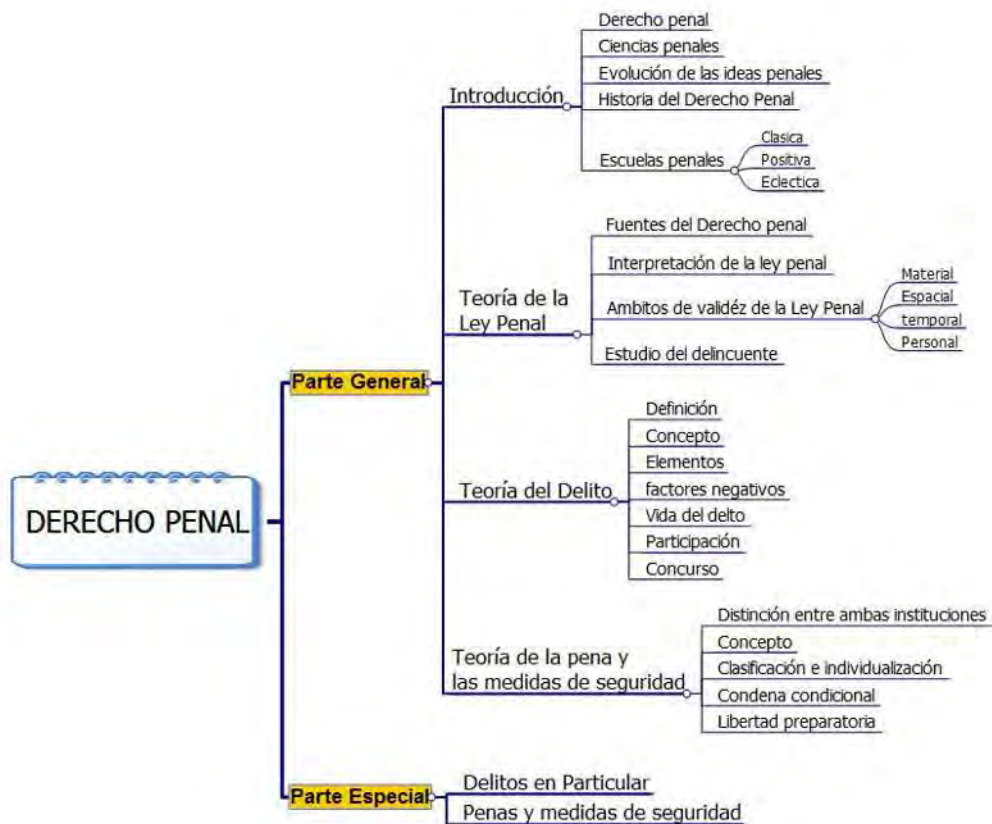 DERECHO PENAL
Parte General
Introducción
Derecho penal
Ciencias penales
Evolución de las ideas penales
Historia del Derecho Penal
Escuelas penales
Clasica
Positiva
Eclectica
Teoría de la
Ley Penal
Fuentes del Derecho penal
Interpretación de la ley penal
Ambitos de validéz de la Ley Penal
Material
Espacial
temporal
Personal
Estudio del delincuente
Teoría del Delito
Definición
Concepto
Elementos
factores negativos
Vida del delto
Participación
Concurso
Teoría de la pena y
las medidas de seguridad
Distinción entre ambas instituciones
Concepto
Clasificación e individualización
Condena condicional
Libertad preparatoria
Parte Especial
Delitos en Particular
Penas y medidas de seguridad